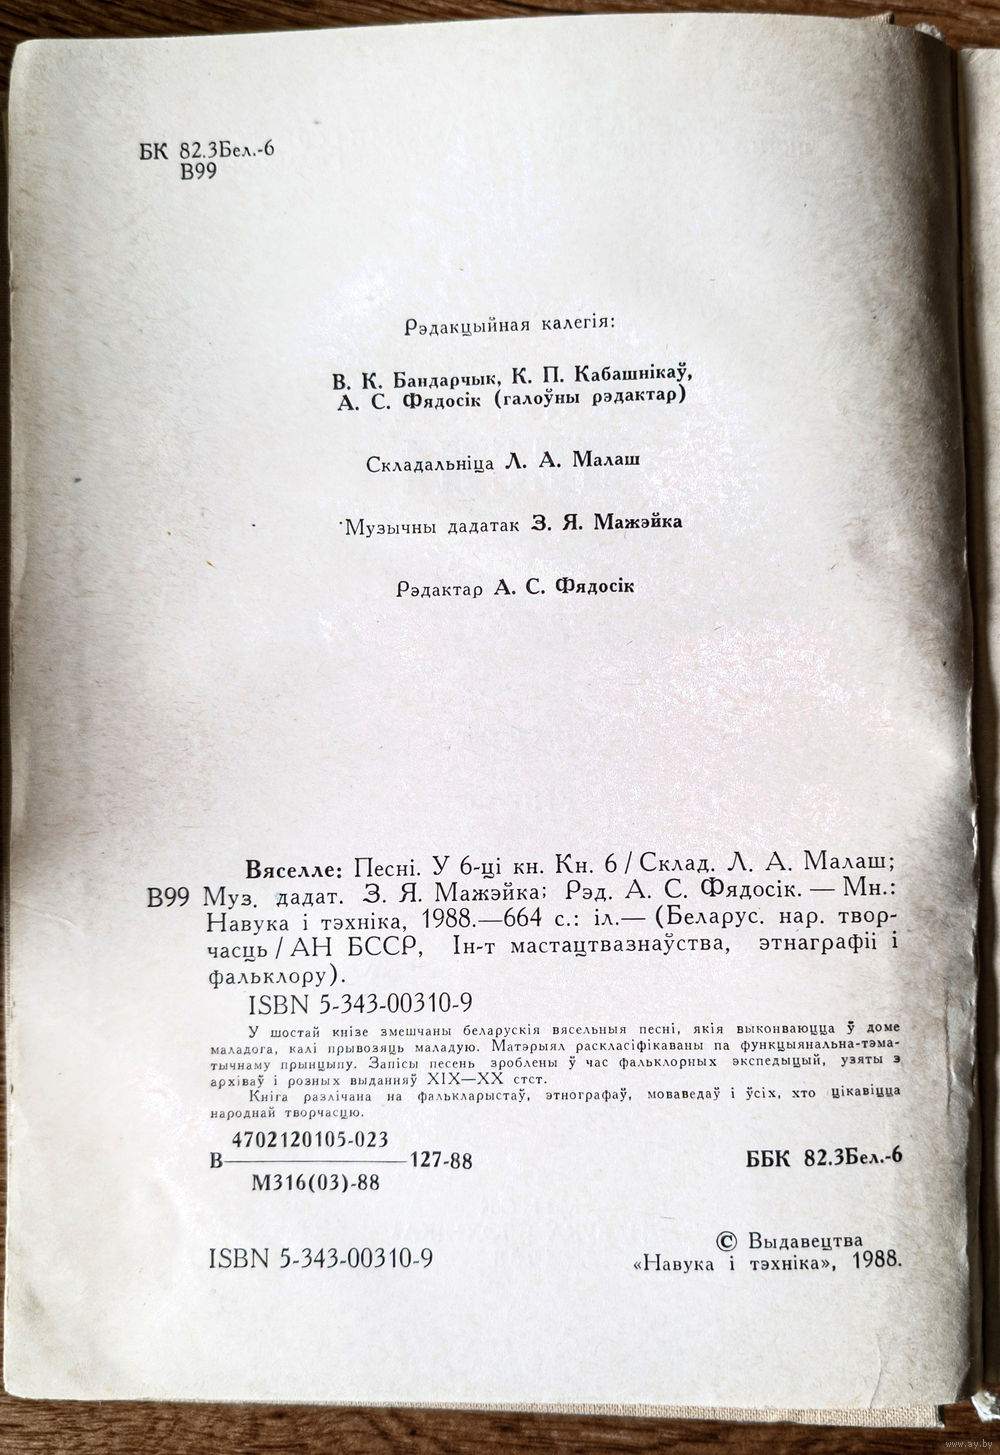 БК 82.3Бел.-6
В99
Рэдакцыйная калегія:
В. К. Бандарчык, К. П. Кабашнікаў,
А. С. Фядосік (галоўны рэдактар)
Складальніца Л. А. Малаш
Музычны дадатак З. Я. Мажэйка
Рэдактар А. С. Фядосік
Вяселле: Песні. У 6-ці кн. Кн. 6 / Склад. Л. А. Малаш;
В99 Муз. дадат. З. Я. Мажэйка; Рэд. А. С. Фядосік. — Мн.:
Навука і тэхніка, 1988.—664 с.: іл.— (Беларус. нар. твор-
часць / АН БССР, Ін-т мастацтвазнаўства, этнаграфіі і
фальклору).
ISBN 5-343-00310-9
У шостай кнізе змешчаны беларускія вясельныя песні, якія выконваюцца ў доме
маладога, калі прывозяць маладую. Матэрыял раскласіфікаваны па функцыянальна-тэма-
тычнаму прынцыпу. Запісы песень зроблены ў час фальклорных экспедыцый, узяты з
архіваў і розных выданняў XIX—XX стст.
Кніга разлічана на фалькларыстаў, этнографаў, мовазведаў і ўсіх, хто цікавіцца
народнай творчасцю.
4702120105-023
В———127-88
М316(03)-88
ББК 82.3Бел.-6
ISBN 5-343-00310-9
© Выдавецтва
«Навука і тэхніка», 1988.
www.ay.by